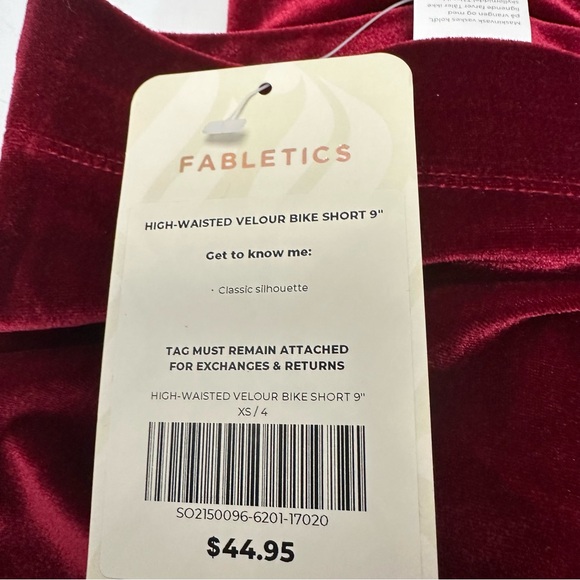 FABLETICS
HIGH-WAISTED VELOUR BIKE SHORT 9"
Get to know me:
· Classic silhouette
TAG MUST REMAIN ATTACHED
FOR EXCHANGES & RETURNS
HIGH-WAISTED VELOUR BIKE SHORT 9"
XS / 4
SO2150096-6201-17020
$44.95